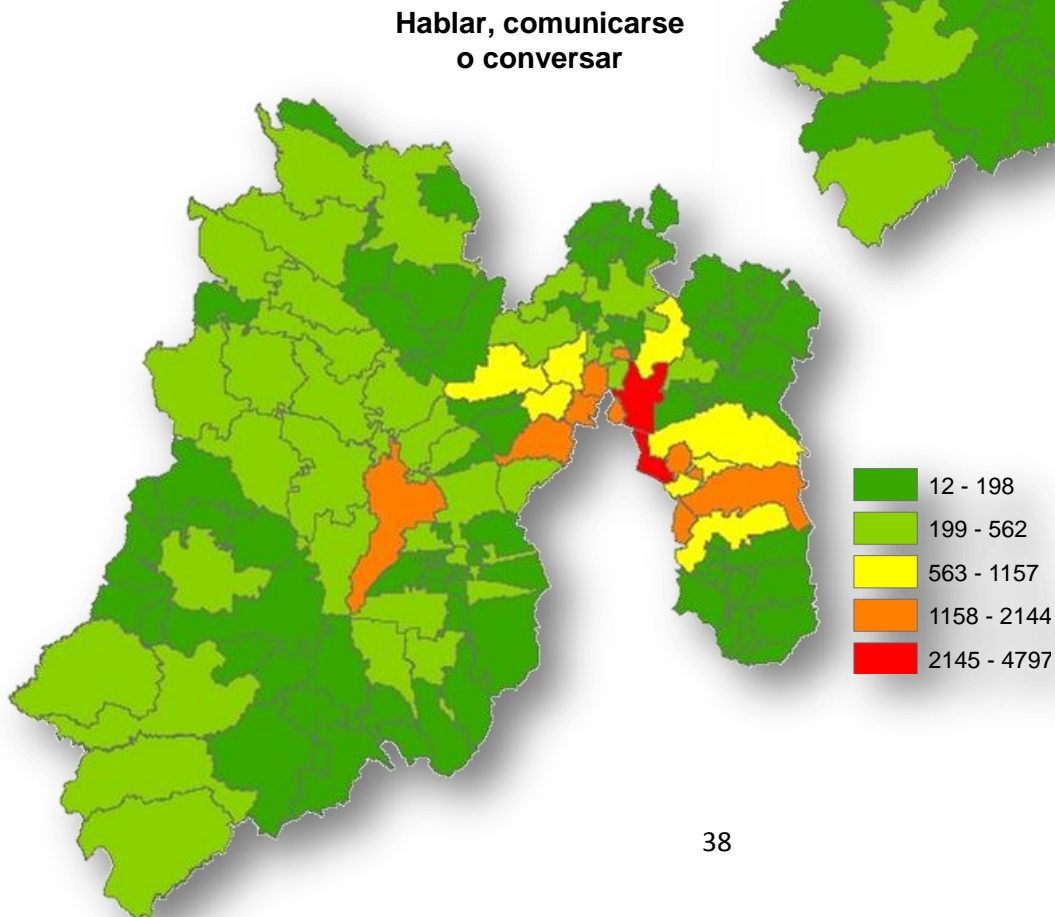 Hablar, comunicarse
o conversar
12 - 198
199 - 562
563 - 1157
1158 - 2144
2145 - 4797
38